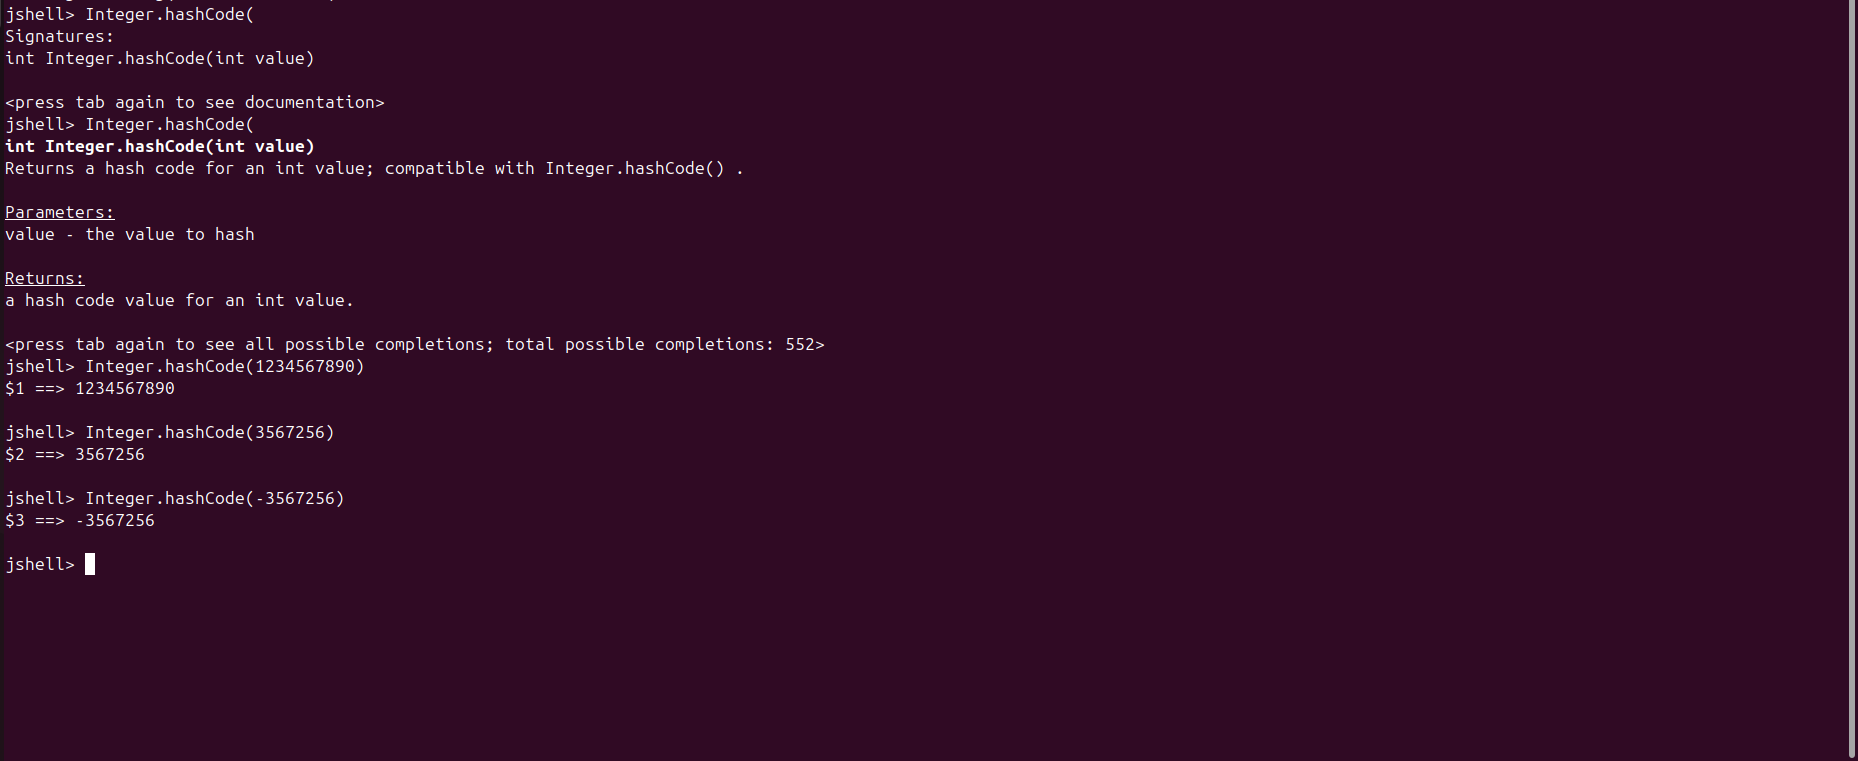 jshell> Integer.hashCode(
Signatures:
int Integer.hashCode(int value)
<press tab again to see documentation>
jshell> Integer.hashCode(
int Integer.hashCode(int value)
Returns a hash code for an int value; compatible with Integer.hashCode() .
Parameters:
value - the value to hash
Returns:
a hash code value for an int value.
<press tab again to see all possible completions; total possible completions: 552>
jshell> Integer.hashCode(1234567890)
$1 ==> 1234567890
jshell> Integer.hashCode(3567256)
$2 ==> 3567256
jshell> Integer.hashCode(-3567256)
$3 ==> -3567256
jshell>